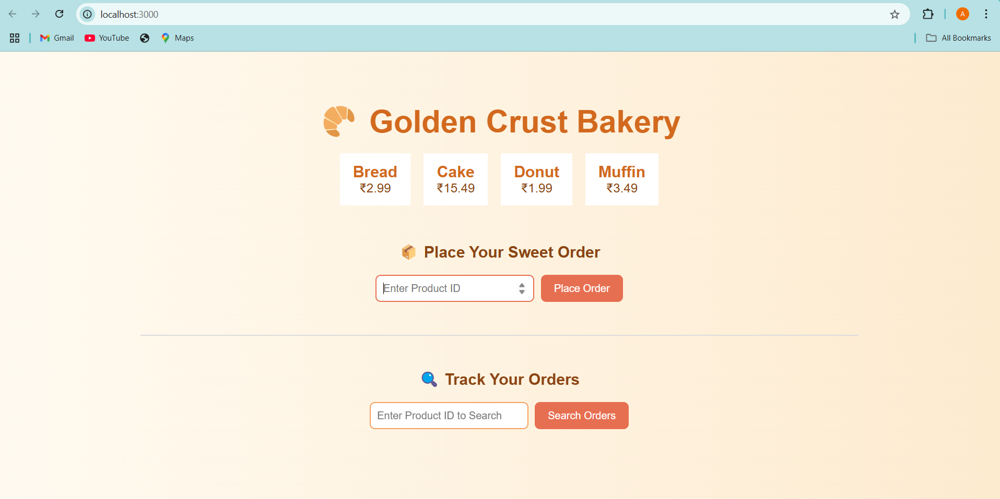 localhost:3000
Gmail YouTube Maps All Bookmarks
A
Golden Crust Bakery
Bread Cake Donut Muffin
₹2.99 ₹15.49 ₹1.99 ₹3.49
Place Your Sweet Order
Enter Product ID Place Order
Track Your Orders
Enter Product ID to Search Search Orders